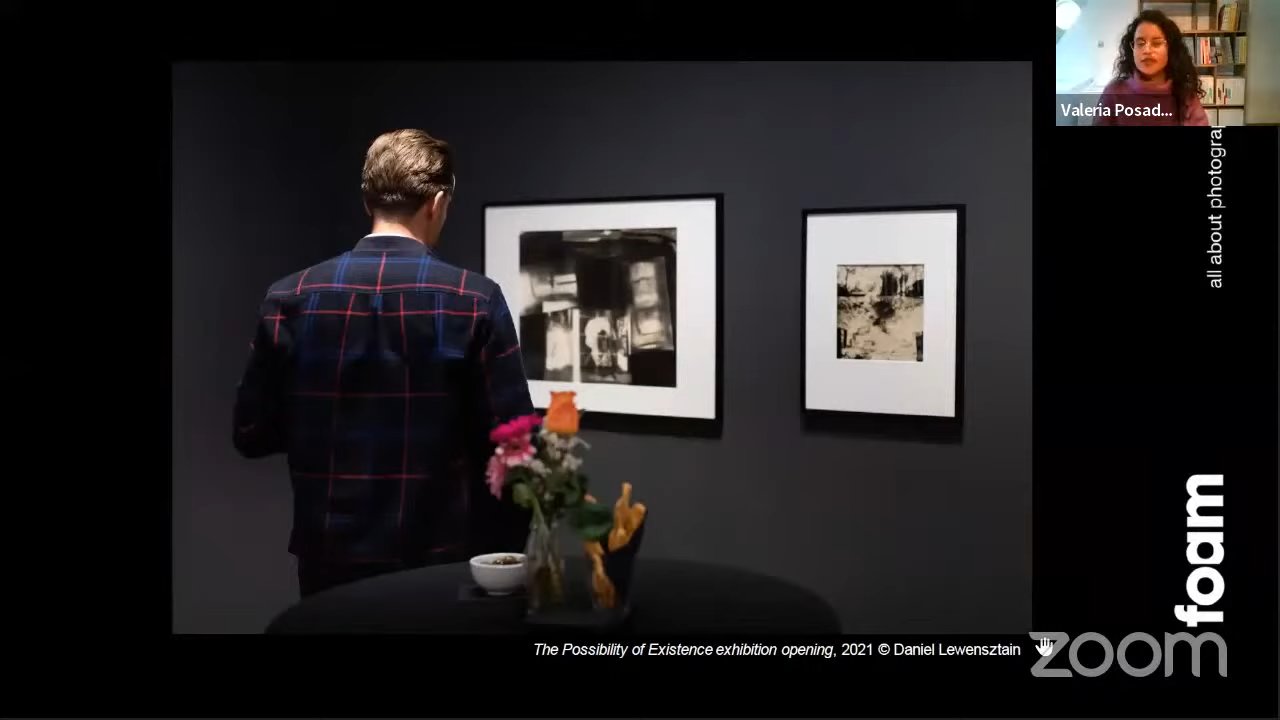 Valeria Posad...
all about photogra
foam
The Possibility of Existence exhibition opening, 2021 © Daniel Lewensztain
zoom